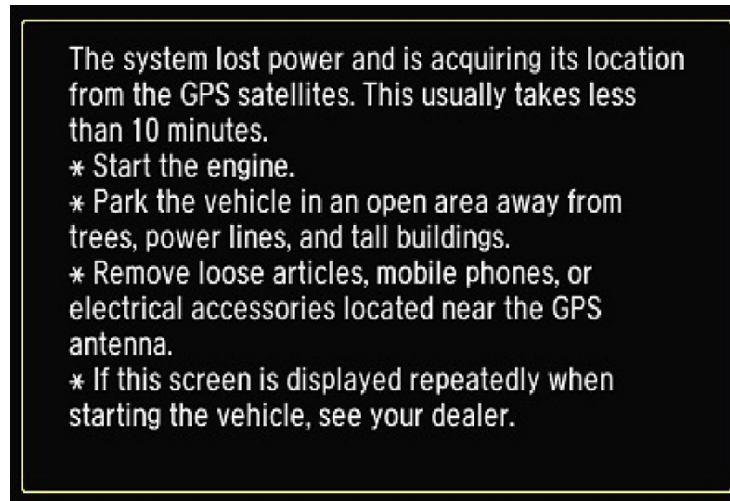 The system lost power and is acquiring its location
from the GPS satellites. This usually takes less
than 10 minutes.
* Start the engine.
* Park the vehicle in an open area away from
trees, power lines, and tall buildings.
* Remove loose articles, mobile phones, or
electrical accessories located near the GPS
antenna.
* If this screen is displayed repeatedly when
starting the vehicle, see your dealer.